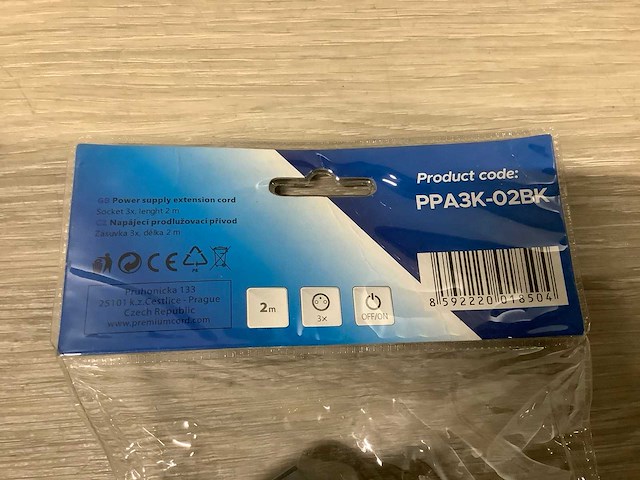 GB Power supply extension cord
Socket 3x, lenght 2 m
CZ Napájecí prodlužovací přívod
Zásuvka 3x, délka 2 m
CE
Průhonická 133
25101 k.ú.Čestlice - Prague
Czech Republic
www.premiumcord.com
2m
3x
OFF/ON
Product code:
PPA3K-02BK
8 592220 018504